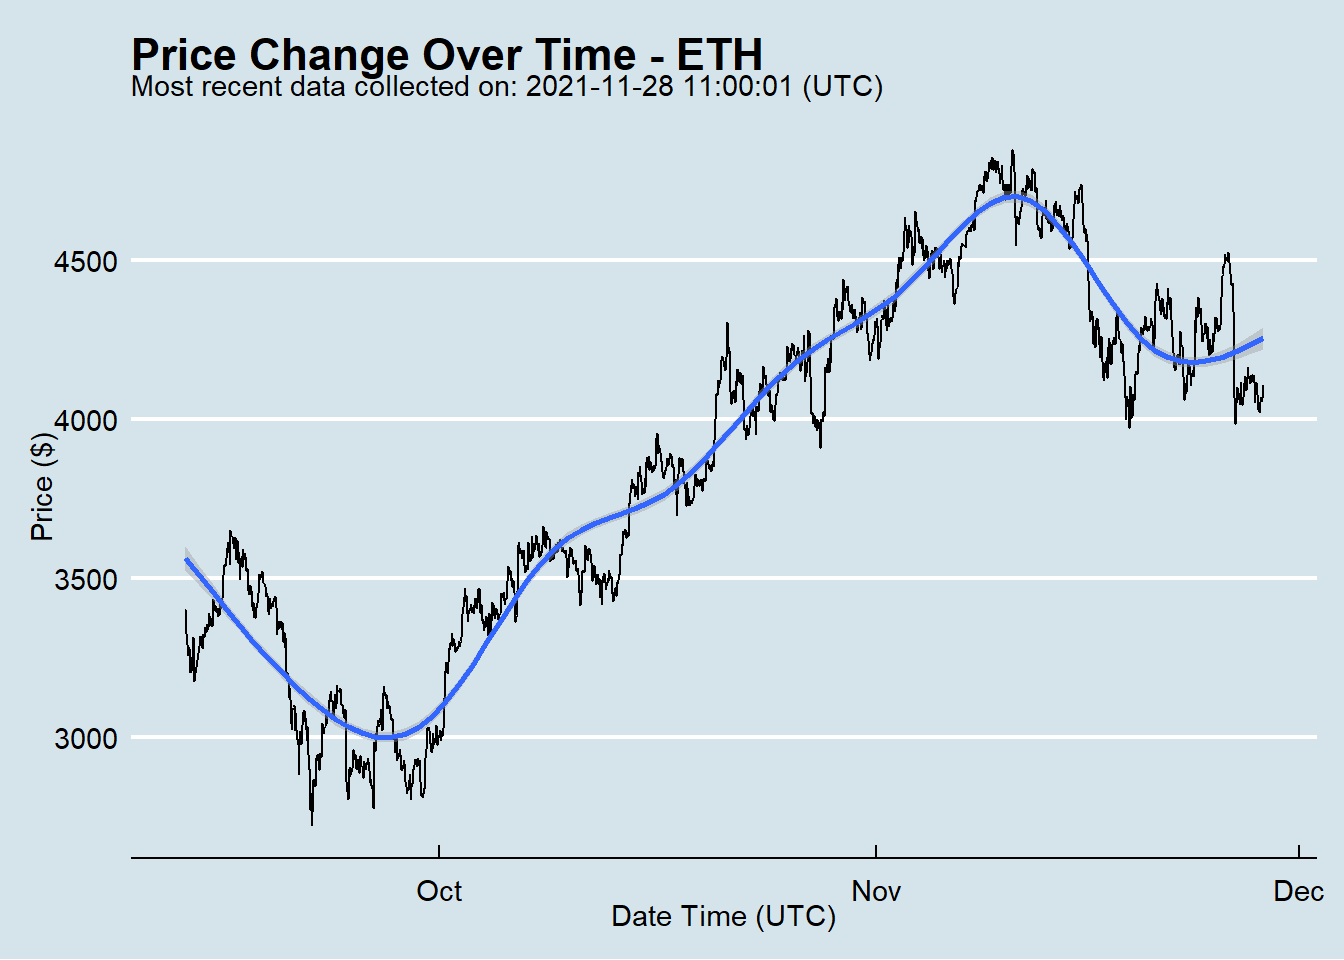 Price Change Over Time - ETH
Most recent data collected on: 2021-11-28 11:00:01 (UTC)
4500
4000
3500
3000
Price ($)
Oct
Nov
Dec
Date Time (UTC)